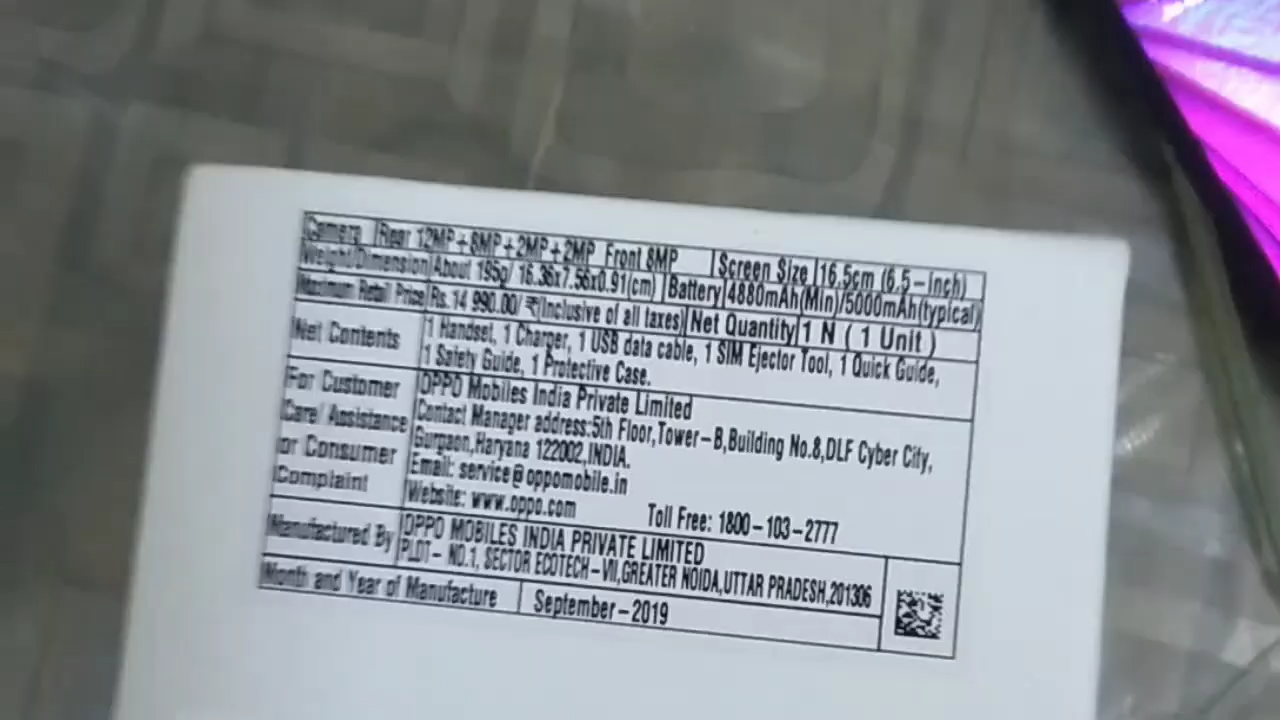 Camera Rear 12MP+8MP+2MP+2MP Front 8MP Screen Size 16.5cm (6.5-inch)
Weight/Dimension About 195g/ 16.36x7.56x0.91(cm) Battery 4880mAh(Min)/5000mAh(typical)
Maximum Retail Price Rs. 14 990.00/ ₹(Inclusive of all taxes) Net Quantity 1 N ( 1 Unit )
Net Contents 1 Handset, 1 Charger, 1 USB data cable, 1 SIM Ejector Tool, 1 Quick Guide,
1 Safety Guide, 1 Protective Case.
For Customer Care/ Assistance or Consumer Complaint OPPO Mobiles India Private Limited
Contact Manager address:5th Floor,Tower-B,Building No.8,DLF Cyber City,
Gurgaon,Haryana 122002,INDIA.
Email: service@oppomobile.in
Website: www.oppo.com Toll Free: 1800-103-2777
Manufactured By OPPO MOBILES INDIA PRIVATE LIMITED
PLOT- NO.1, SECTOR ECOTECH-VII,GREATER NOIDA,UTTAR PRADESH,201306
Month and Year of Manufacture September-2019